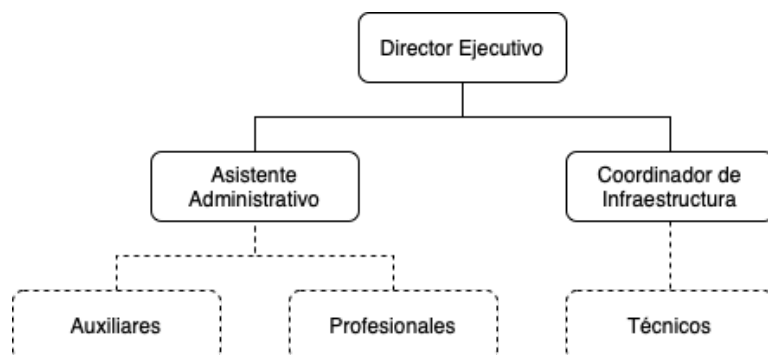 Director Ejecutivo
Asistente
Administrativo
Coordinador de
Infraestructura
Auxiliares
Profesionales
Técnicos